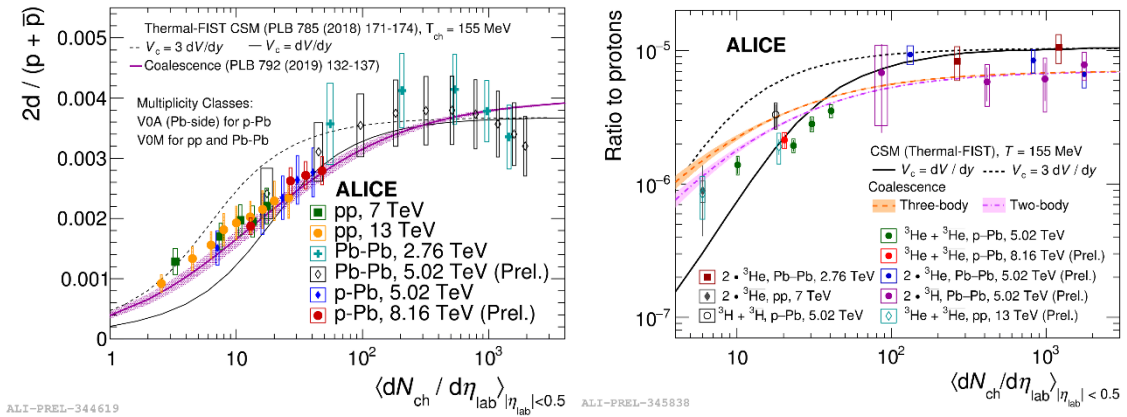 2d / (p + p̅)
0.005
0.004
0.003
0.002
0.001
0
Thermal-FIST CSM (PLB 785 (2018) 171-174), T_ch = 155 MeV
V_c = 3 dV/dy
V_c = dV/dy
Coalescence (PLB 792 (2019) 132-137)
Multiplicity Classes:
V0A (Pb-side) for p-Pb
V0M for pp and Pb-Pb
ALICE
pp, 7 TeV
pp, 13 TeV
Pb-Pb, 2.76 TeV
Pb-Pb, 5.02 TeV (Prel.)
p-Pb, 5.02 TeV
p-Pb, 8.16 TeV (Prel.)
1 10 10² 10³
⟨dN_ch / dη_lab⟩_|η_lab|<0.5
ALI-PREL-344619
Ratio to protons
10⁻⁵
10⁻⁶
10⁻⁷
ALICE
CSM (Thermal-FIST), T = 155 MeV
V_c = dV / dy
V_c = 3 dV / dy
Coalescence
Three-body
Two-body
³He + ³He, p–Pb, 5.02 TeV
³He + ³He, p–Pb, 8.16 TeV (Prel.)
2 • ³He, Pb–Pb, 2.76 TeV
2 • ³He, Pb–Pb, 5.02 TeV (Prel.)
2 • ³He, pp, 7 TeV
2 • ³H, Pb–Pb, 5.02 TeV (Prel.)
³H + ³H, p–Pb, 5.02 TeV
³He + ³He, pp, 13 TeV (Prel.)
10 10² 10³
⟨dN_ch / dη_lab⟩_|η_lab| < 0.5
ALI-PREL-345838